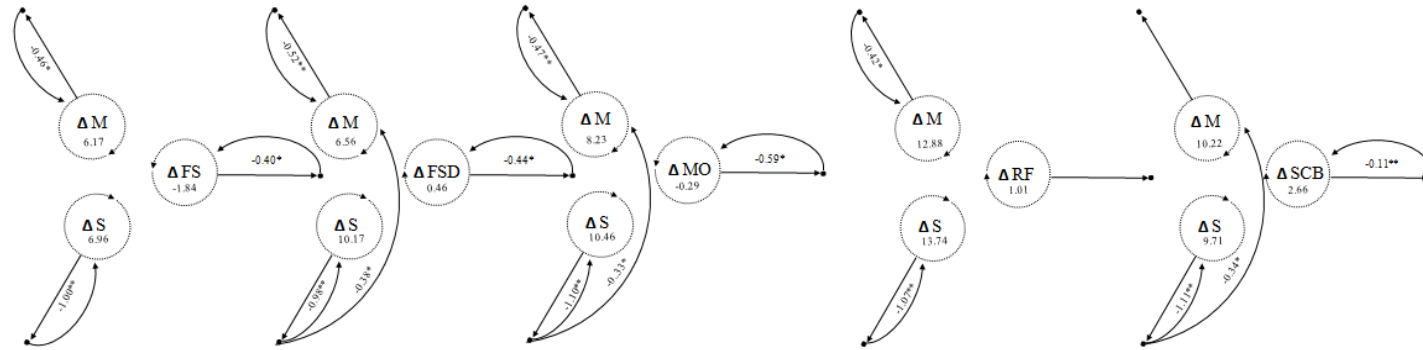 -0.46*
Δ M
6.17
Δ FS
-1.84
-0.40*
Δ S
6.96
-1.00**
-0.52**
Δ M
6.56
Δ FSD
0.46
-0.44*
Δ S
10.17
-0.98**
-0.38*
-0.47**
Δ M
8.23
Δ MO
-0.29
-0.59*
Δ S
10.46
-1.10**
-0.33*
-0.42*
Δ M
12.88
Δ RF
1.01
Δ S
13.74
-1.07**
Δ M
10.22
Δ SCB
2.66
-0.11**
Δ S
9.71
-1.11**
-0.34*